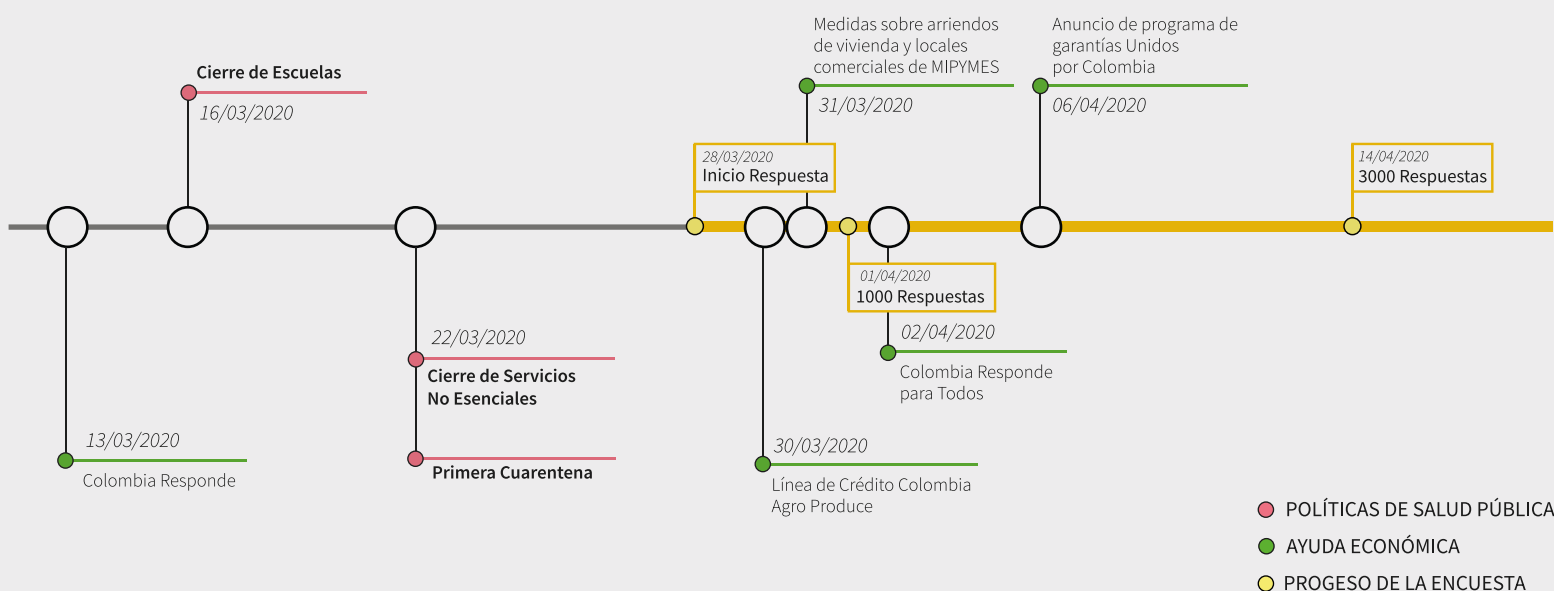 Medidas sobre arriendos
de vivienda y locales
comerciales de MIPYMES
31/03/2020
Anuncio de programa de
garantías Unidos
por Colombia
06/04/2020
Cierre de Escuelas
16/03/2020
28/03/2020
Inicio Respuesta
14/04/2020
3000 Respuestas
01/04/2020
1000 Respuestas
22/03/2020
Cierre de Servicios
No Esenciales
Primera Cuarentena
02/04/2020
Colombia Responde
para Todos
13/03/2020
Colombia Responde
30/03/2020
Línea de Crédito Colombia
Agro Produce
POLÍTICAS DE SALUD PÚBLICA
AYUDA ECONÓMICA
PROGESO DE LA ENCUESTA